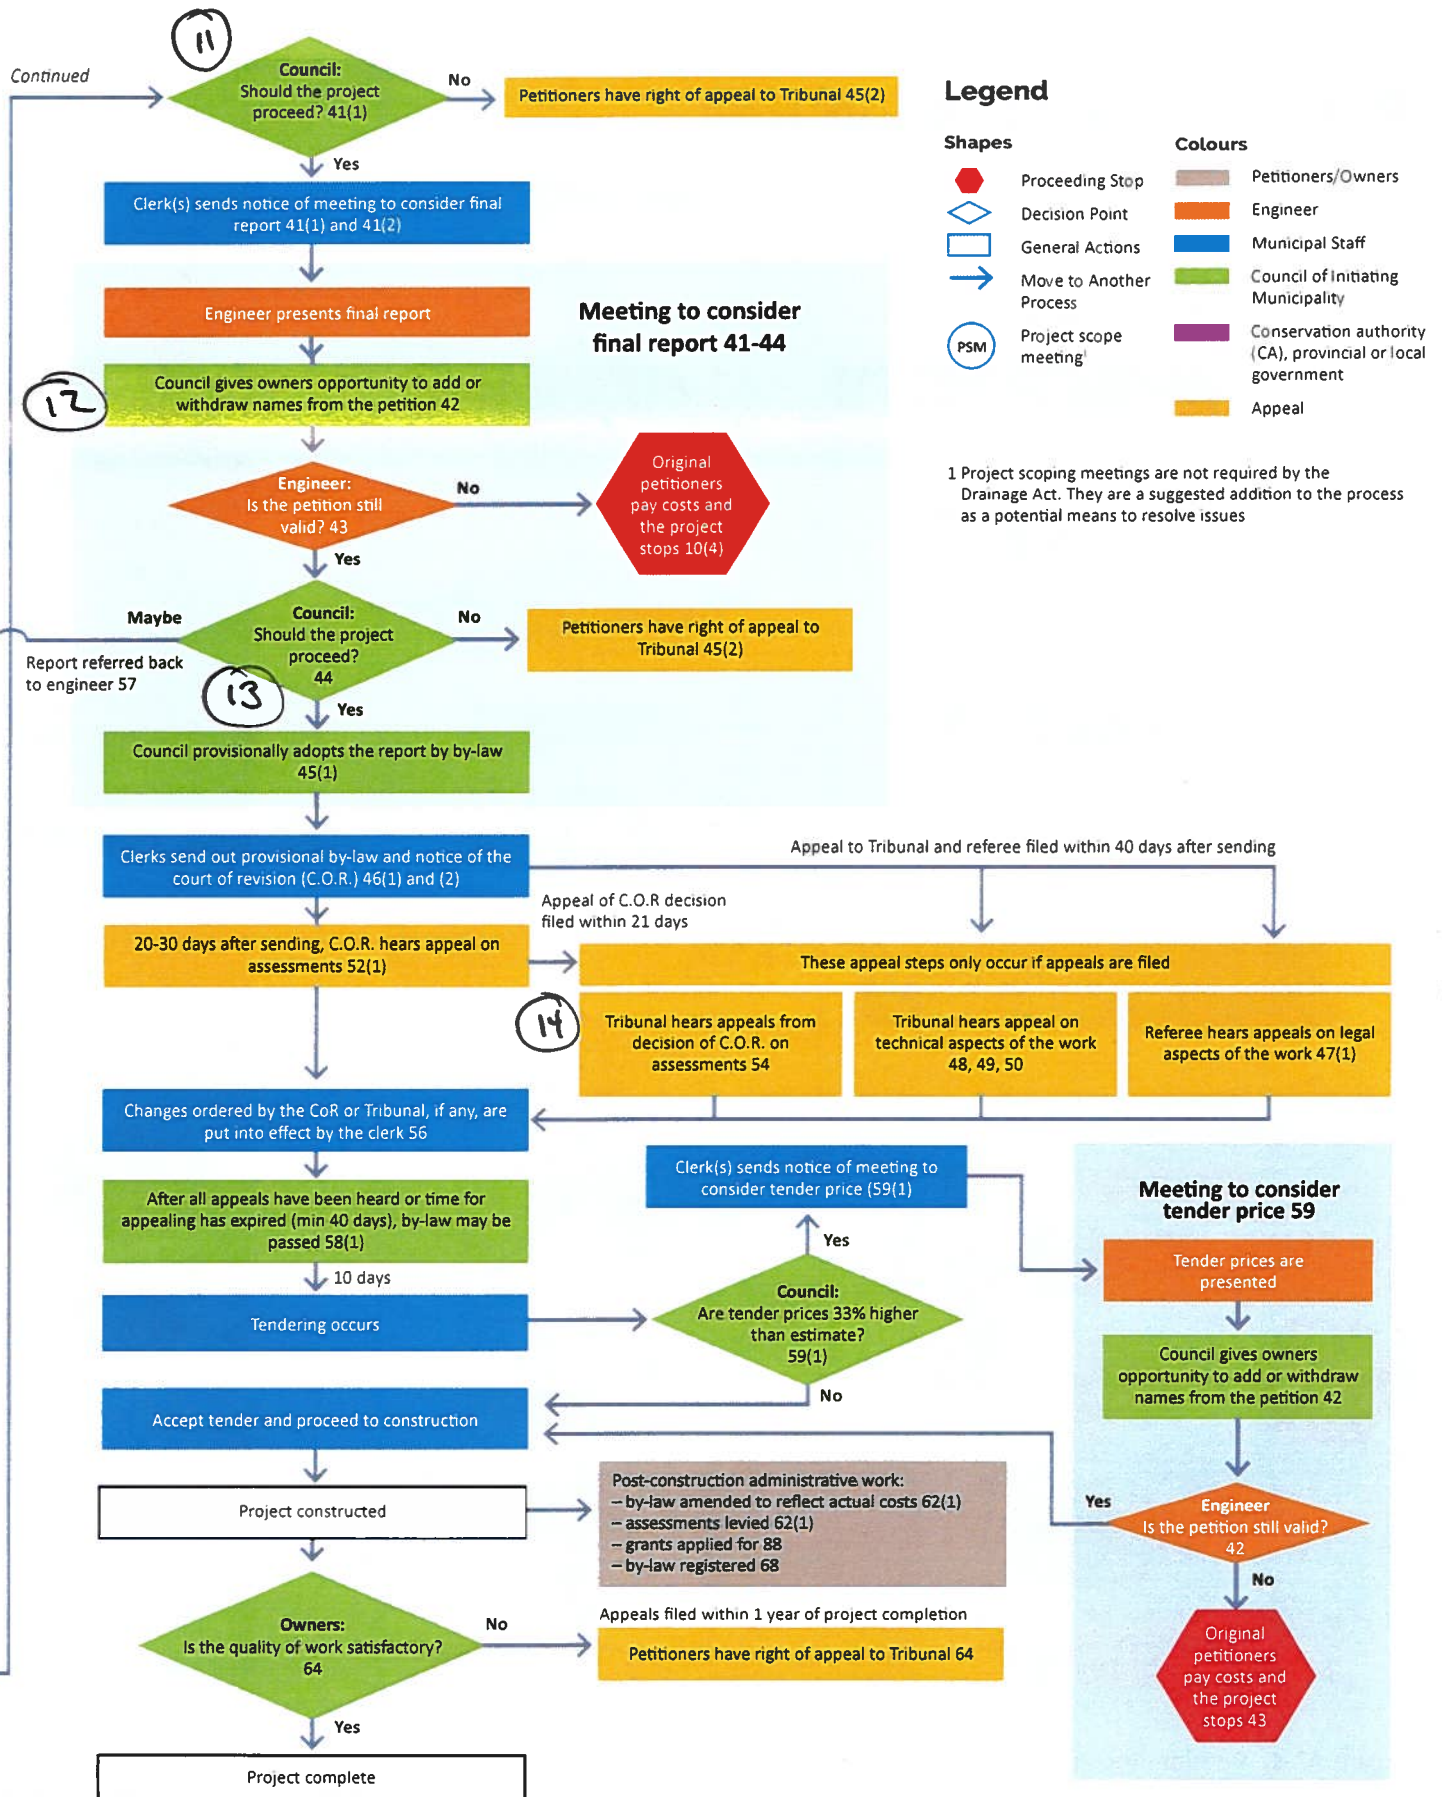 11
Continued
Council:
Should the project
proceed? 41(1)
No
Petitioners have right of appeal to Tribunal 45(2)
Yes
Clerk(s) sends notice of meeting to consider final
report 41(1) and 41(2)
Engineer presents final report
Meeting to consider
final report 41-44
12
Council gives owners opportunity to add or
withdraw names from the petition 42
Engineer:
Is the petition still
valid? 43
No
Original
petitioners
pay costs and
the project
stops 10(4)
Yes
Maybe
Report referred back
to engineer 57
Council:
Should the project
proceed?
44
No
Petitioners have right of appeal to
Tribunal 45(2)
13
Yes
Council provisionally adopts the report by by-law
45(1)
Clerks send out provisional by-law and notice of the
court of revision (C.O.R.) 46(1) and (2)
Appeal to Tribunal and referee filed within 40 days after sending
Appeal of C.O.R decision
filed within 21 days
20-30 days after sending, C.O.R. hears appeal on
assessments 52(1)
These appeal steps only occur if appeals are filed
14
Tribunal hears appeals from
decision of C.O.R. on
assessments 54
Tribunal hears appeal on
technical aspects of the work
48, 49, 50
Referee hears appeals on legal
aspects of the work 47(1)
Changes ordered by the CoR or Tribunal, if any, are
put into effect by the clerk 56
After all appeals have been heard or time for
appealing has expired (min 40 days), by-law may be
passed 58(1)
10 days
Tendering occurs
Clerk(s) sends notice of meeting to
consider tender price (59(1)
Yes
Council:
Are tender prices 33% higher
than estimate?
59(1)
No
Meeting to consider
tender price 59
Tender prices are
presented
Council gives owners
opportunity to add or withdraw
names from the petition 42
Yes
Engineer
Is the petition still valid?
42
No
Original
petitioners
pay costs and
the project
stops 43
Accept tender and proceed to construction
Project constructed
Post-construction administrative work:
– by-law amended to reflect actual costs 62(1)
– assessments levied 62(1)
– grants applied for 88
– by-law registered 68
Owners:
Is the quality of work satisfactory?
64
No
Appeals filed within 1 year of project completion
Petitioners have right of appeal to Tribunal 64
Yes
Project complete
Legend
Shapes
Proceeding Stop
Decision Point
General Actions
Move to Another
Process
PSM
Project scope
meeting¹
Colours
Petitioners/Owners
Engineer
Municipal Staff
Council of Initiating
Municipality
Conservation authority
(CA), provincial or local
government
Appeal
1 Project scoping meetings are not required by the
Drainage Act. They are a suggested addition to the process
as a potential means to resolve issues